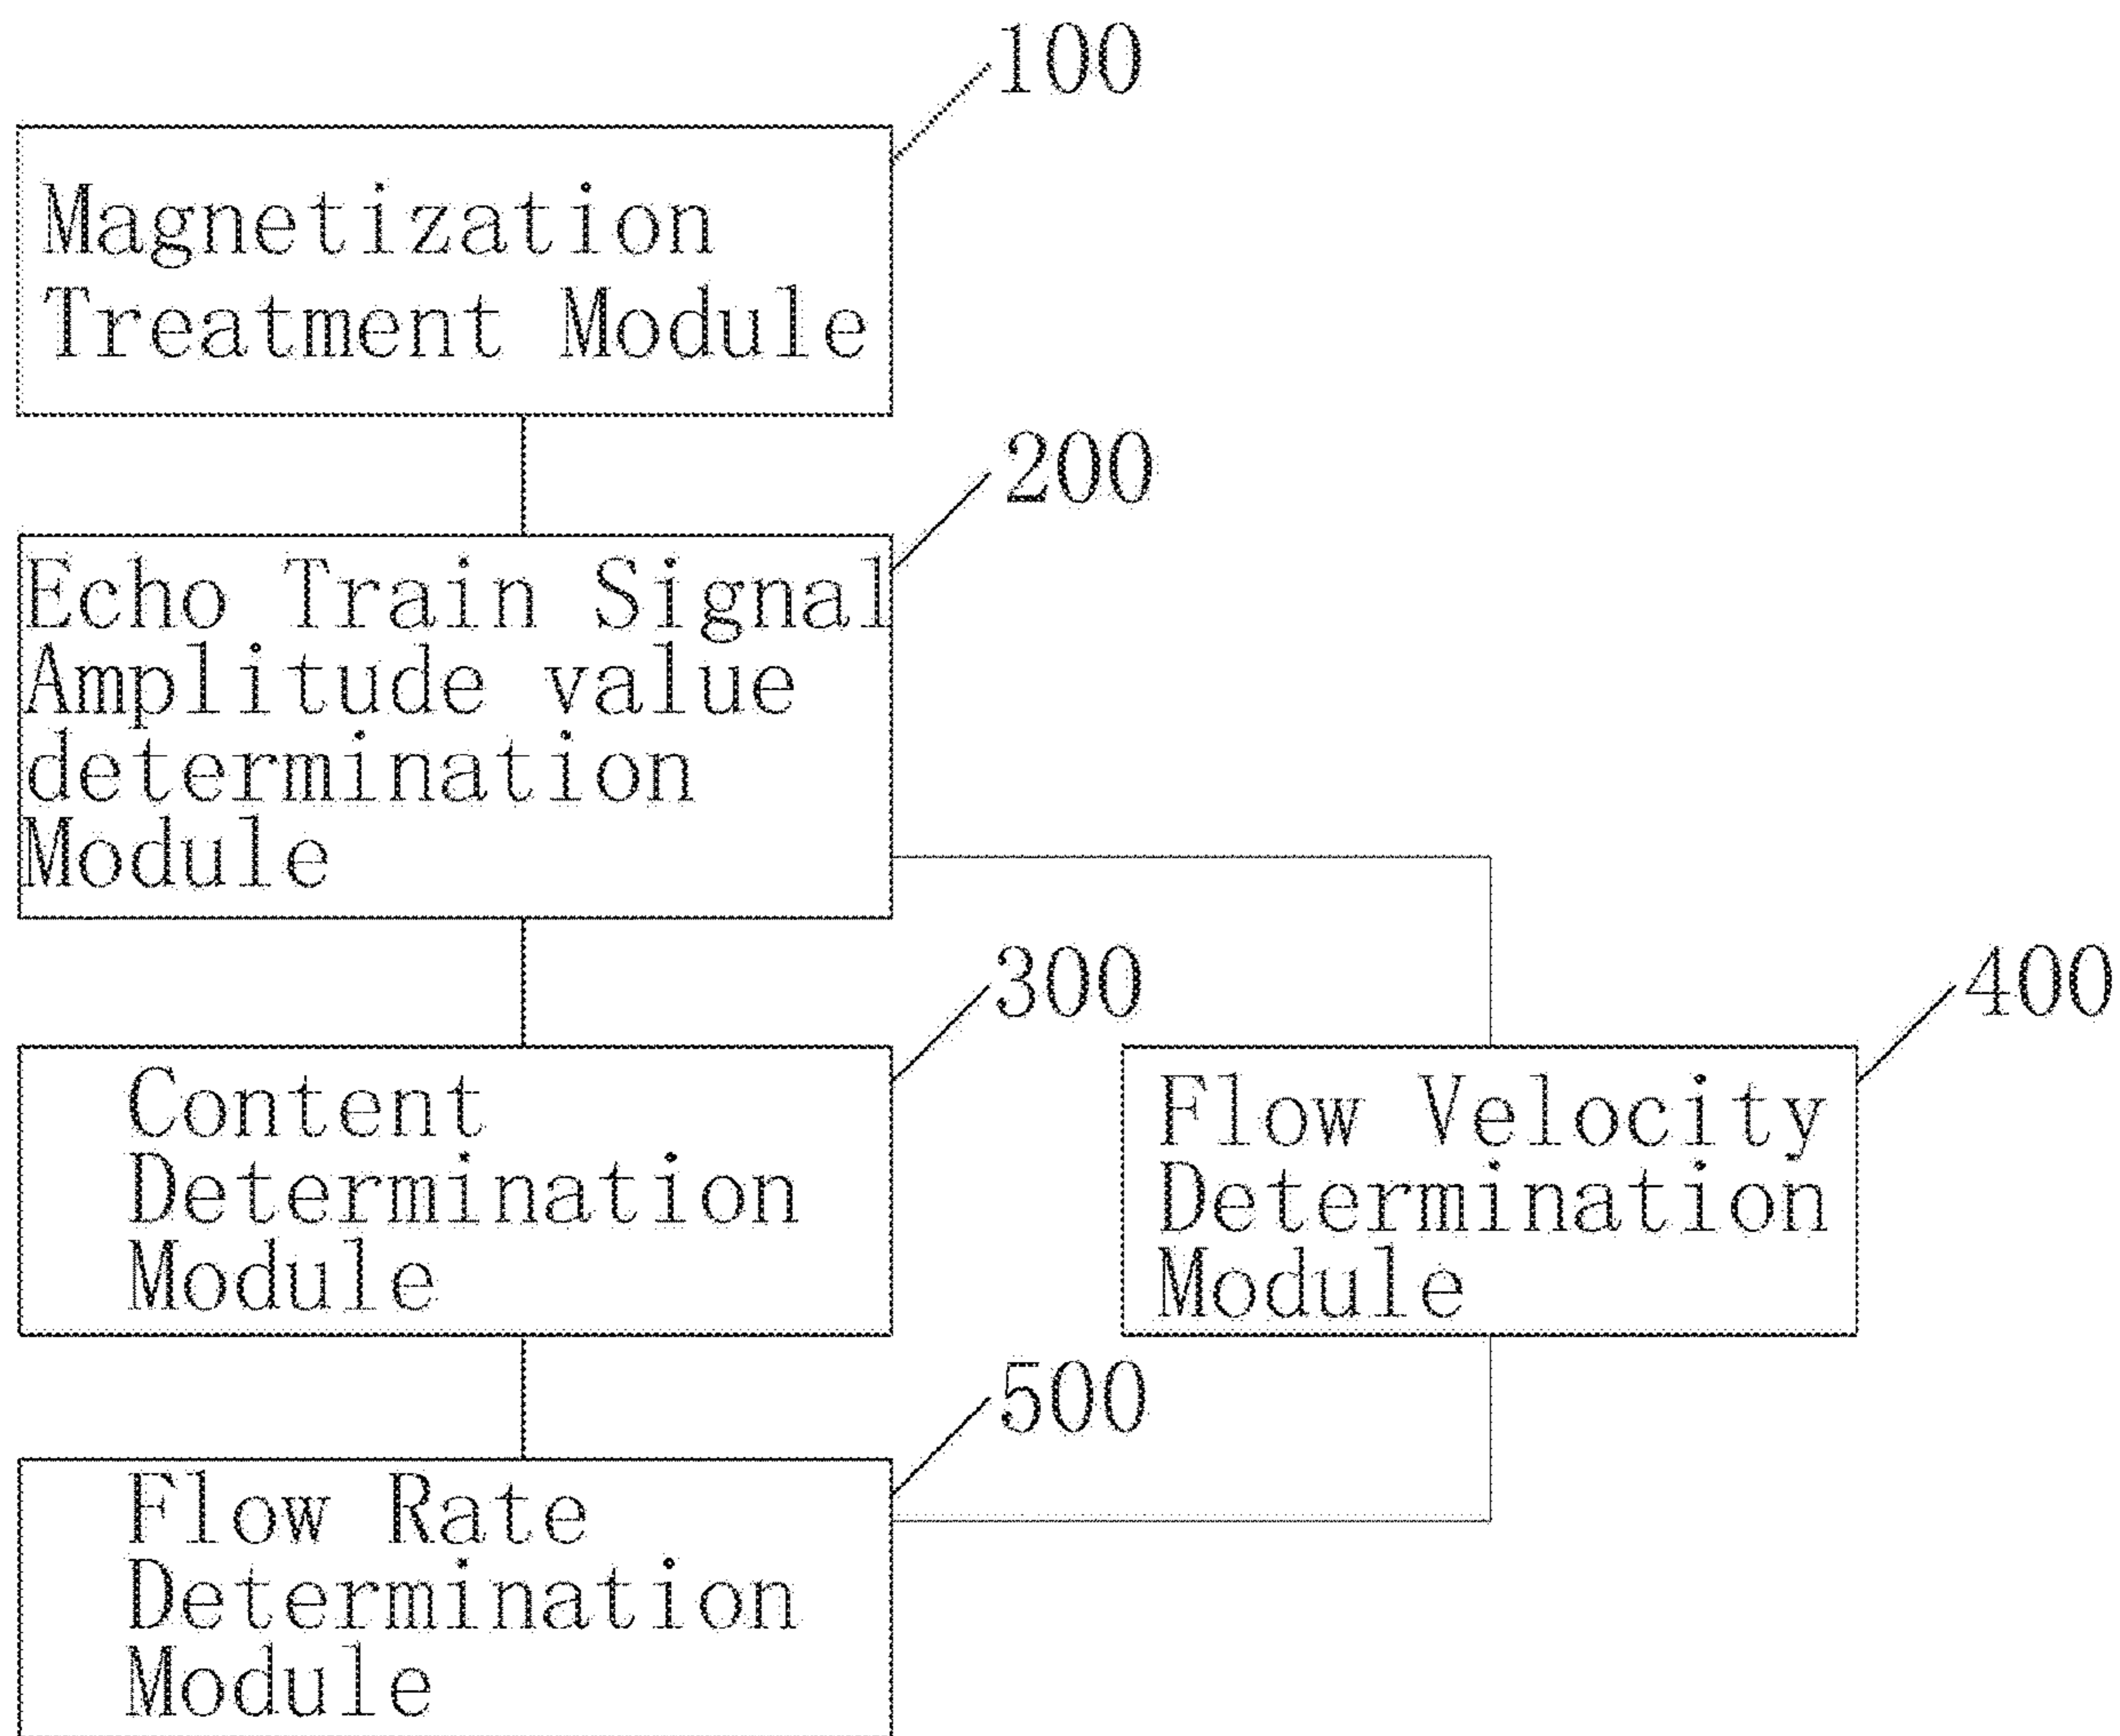 100
Magnetization
Treatment Module
200
Echo Train Signal
Amplitude value
determination
Module
300
Content
Determination
Module
400
Flow Velocity
Determination
Module
500
Flow Rate
Determination
Module